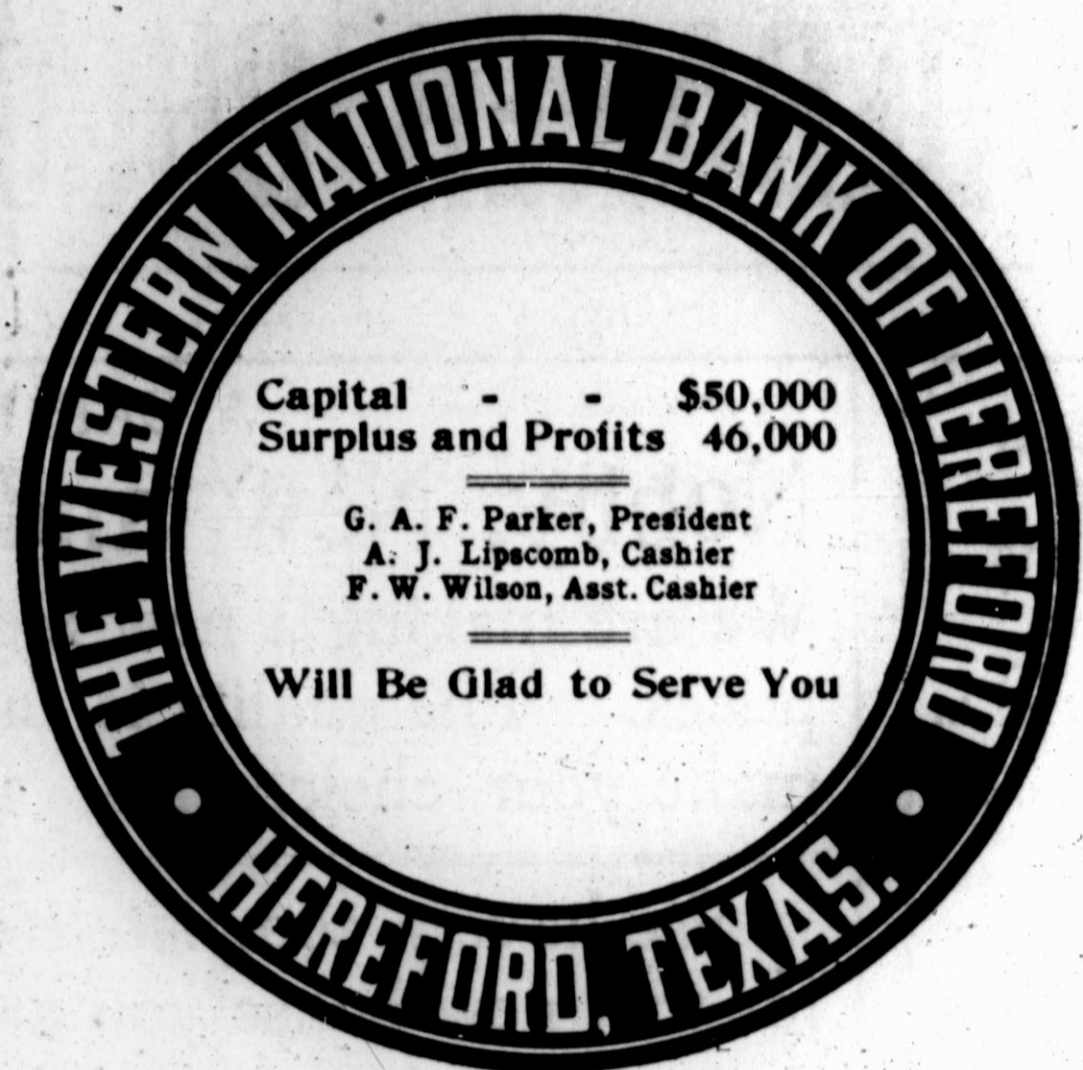 THE WESTERN NATIONAL BANK OF HEREFORD
Capital - - $50,000
Surplus and Profits 46,000
G. A. F. Parker, President
A. J. Lipscomb, Cashier
F. W. Wilson, Asst. Cashier
Will Be Glad to Serve You
HEREFORD, TEXAS.